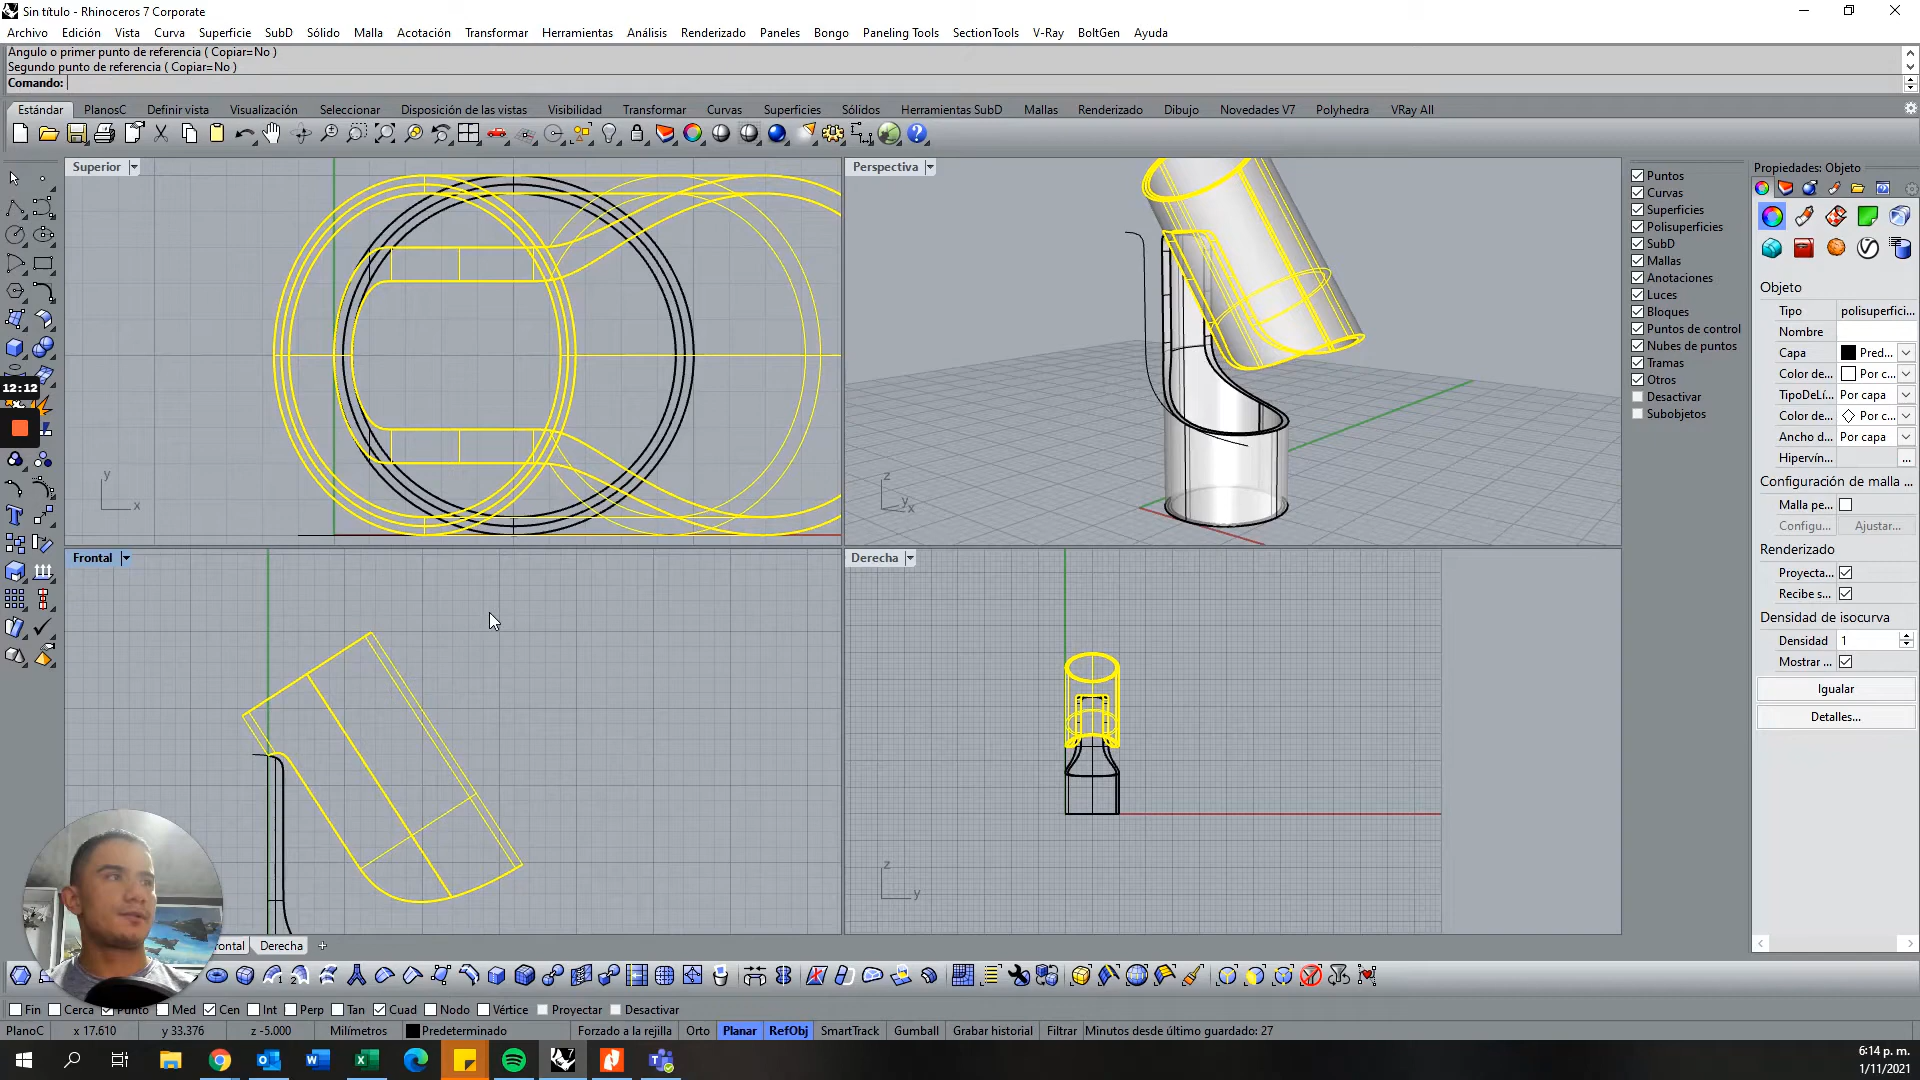 Sin título - Rhinoceros 7 Corporate
Archivo Edición Vista Curva Superficie SubD Sólido Malla Acotación Transformar Herramientas Análisis Renderizado Paneles Bongo Paneling Tools SectionTools V-Ray BoltGen Ayuda
Angulo o primer punto de referencia ( Copiar=No )
Segundo punto de referencia ( Copiar=No )
Comando:
Estándar PlanosC Definir vista Visualización Seleccionar Disposición de las vistas Visibilidad Transformar Curvas Superficies Sólidos Herramientas SubD Mallas Renderizado Dibujo Novedades V7 Polyhedra VRay All
Superior
Perspectiva
Frontal
Derecha
y
x
z
y
x
z
y
12:12
Puntos
Curvas
Superficies
Polisuperficies
SubD
Mallas
Anotaciones
Luces
Bloques
Puntos de control
Nubes de puntos
Tramas
Otros
Desactivar
Subobjetos
Propiedades: Objeto
Objeto
Tipo polisuperfici...
Nombre
Capa Pred...
Color de... Por c...
TipoDeLí... Por capa
Color de... Por c...
Ancho d... Por capa
Hipervín... ...
Configuración de malla ...
Malla pe...
Configu... Ajustar...
Renderizado
Proyecta...
Recibe s...
Densidad de isocurva
Densidad 1
Mostrar ...
Igualar
Detalles...
ontal Derecha
Fin Cerca Punto Med Cen Int Perp Tan Cuad Nodo Vértice Proyectar Desactivar
PlanoC x 17.610 y 33.376 z -5.000 Milímetros Predeterminado Forzado a la rejilla Orto Planar RefObj SmartTrack Gumball Grabar historial Filtrar Minutos desde último guardado: 27
6:14 p. m.
1/11/2021